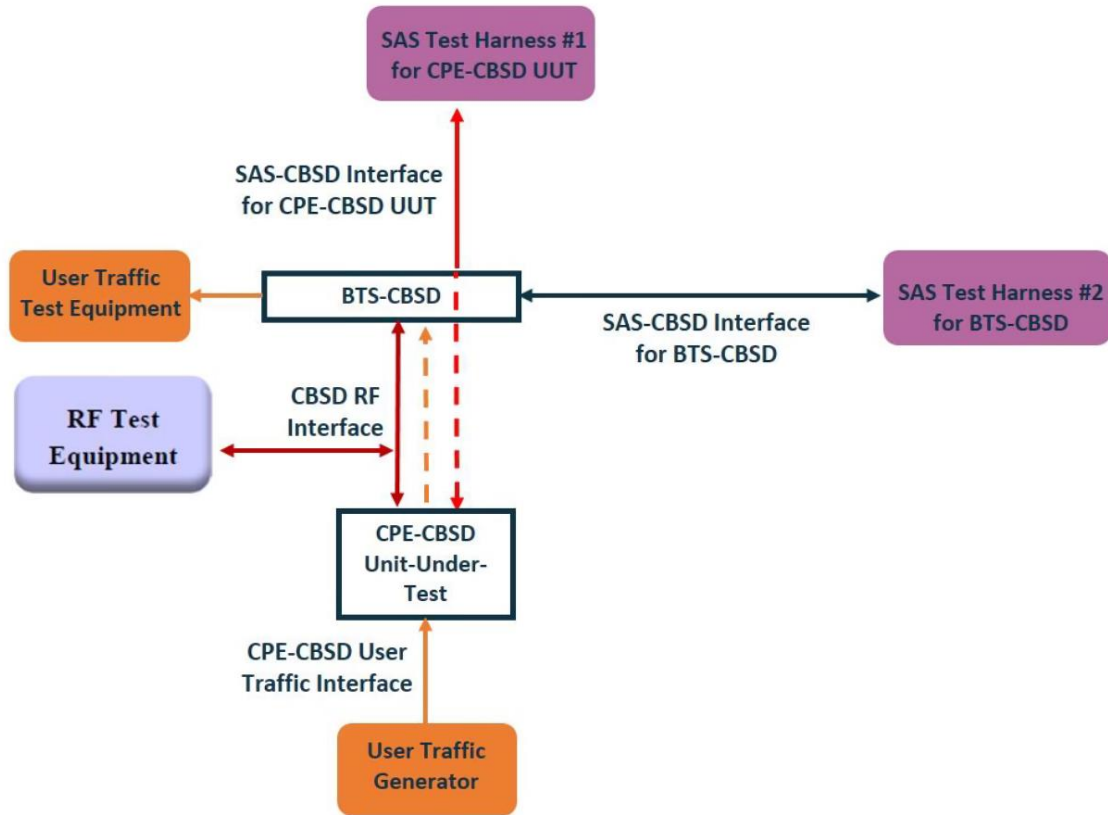 SAS Test Harness #1
for CPE-CBSD UUT
SAS-CBSD Interface
for CPE-CBSD UUT
User Traffic
Test Equipment
BTS-CBSD
SAS-CBSD Interface
for BTS-CBSD
SAS Test Harness #2
for BTS-CBSD
RF Test
Equipment
CBSD RF
Interface
CPE-CBSD
Unit-Under-
Test
CPE-CBSD User
Traffic Interface
User Traffic
Generator